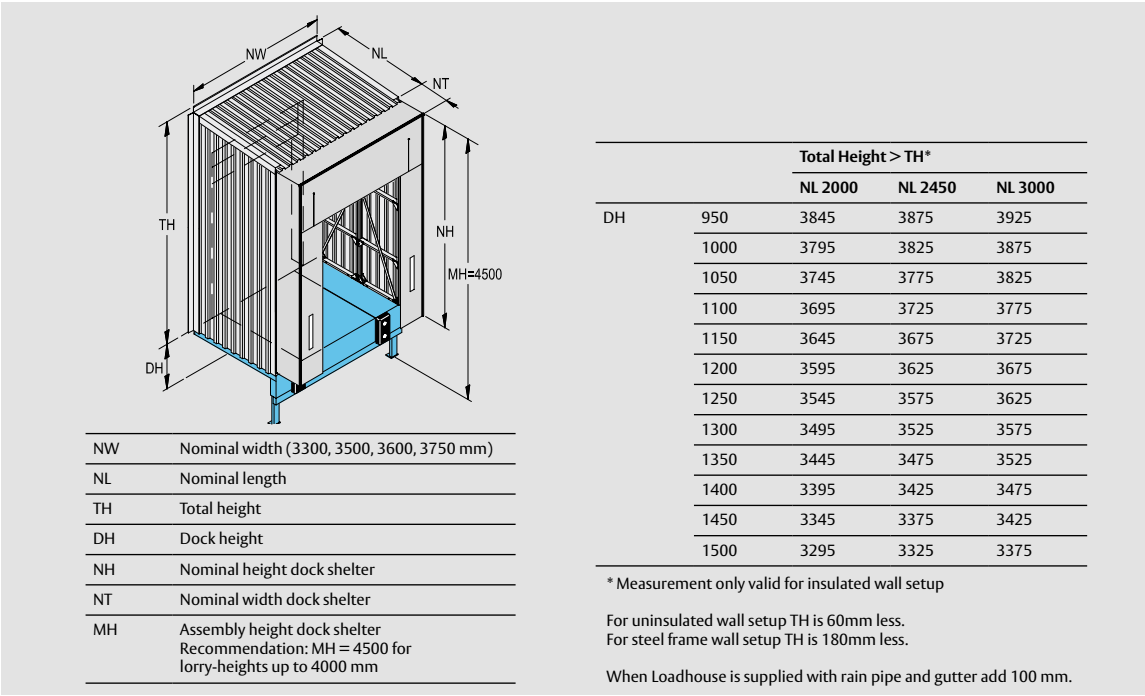 NW
NL
NT
TH
NH
MH=4500
DH
NW Nominal width (3300, 3500, 3600, 3750 mm)
NL Nominal length
TH Total height
DH Dock height
NH Nominal height dock shelter
NT Nominal width dock shelter
MH Assembly height dock shelter
Recommendation: MH = 4500 for
lorry-heights up to 4000 mm
Total Height > TH*
NL 2000 NL 2450 NL 3000
DH 950 3845 3875 3925
1000 3795 3825 3875
1050 3745 3775 3825
1100 3695 3725 3775
1150 3645 3675 3725
1200 3595 3625 3675
1250 3545 3575 3625
1300 3495 3525 3575
1350 3445 3475 3525
1400 3395 3425 3475
1450 3345 3375 3425
1500 3295 3325 3375
* Measurement only valid for insulated wall setup
For uninsulated wall setup TH is 60mm less.
For steel frame wall setup TH is 180mm less.
When Loadhouse is supplied with rain pipe and gutter add 100 mm.